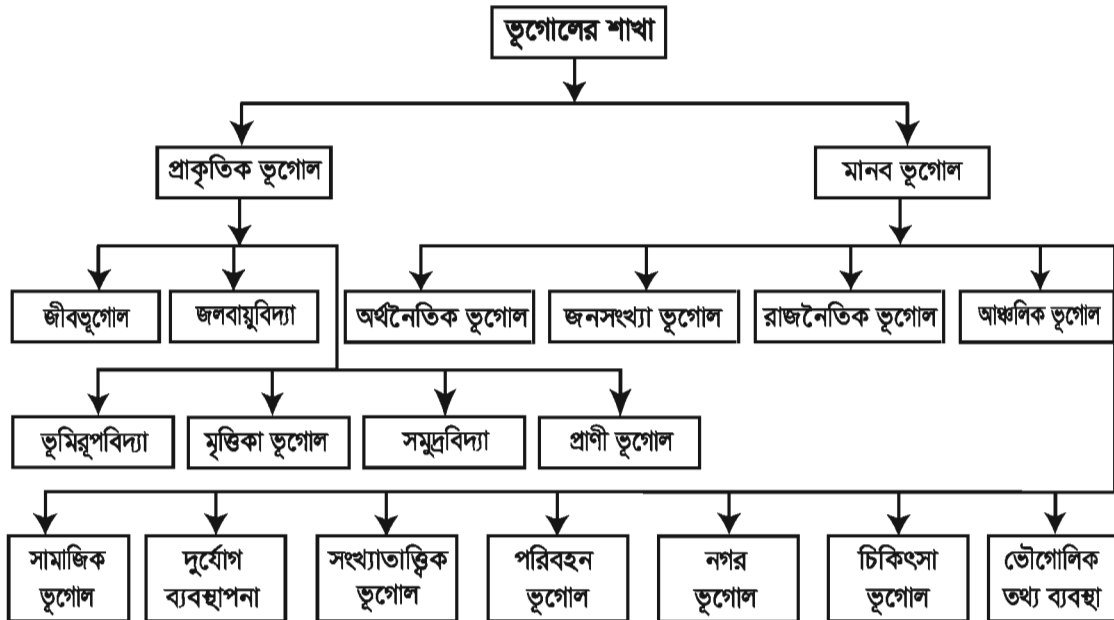 ভূগোলের শাখা
প্রাকৃতিক ভূগোল
মানব ভূগোল
জীবভূগোল
জলবায়ুবিদ্যা
অর্থনৈতিক ভূগোল
জনসংখ্যা ভূগোল
রাজনৈতিক ভূগোল
আঞ্চলিক ভূগোল
ভূমিরূপবিদ্যা
মৃত্তিকা ভূগোল
সমুদ্রবিদ্যা
প্রাণী ভূগোল
সামাজিক
ভূগোল
দুর্যোগ
ব্যবস্থাপনা
সংখ্যাতাত্ত্বিক
ভূগোল
পরিবহন
ভূগোল
নগর
ভূগোল
চিকিৎসা
ভূগোল
ভৌগোলিক
তথ্য ব্যবস্থা